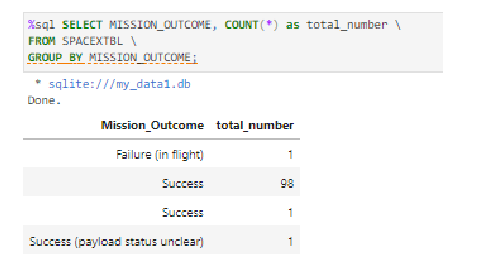 %sql SELECT MISSION_OUTCOME, COUNT(*) as total_number \
FROM SPACEXTBL \
GROUP BY MISSION_OUTCOME;
* sqlite:///my_data1.db
Done.
Mission_Outcome total_number
Failure (in flight) 1
Success 98
Success 1
Success (payload status unclear) 1